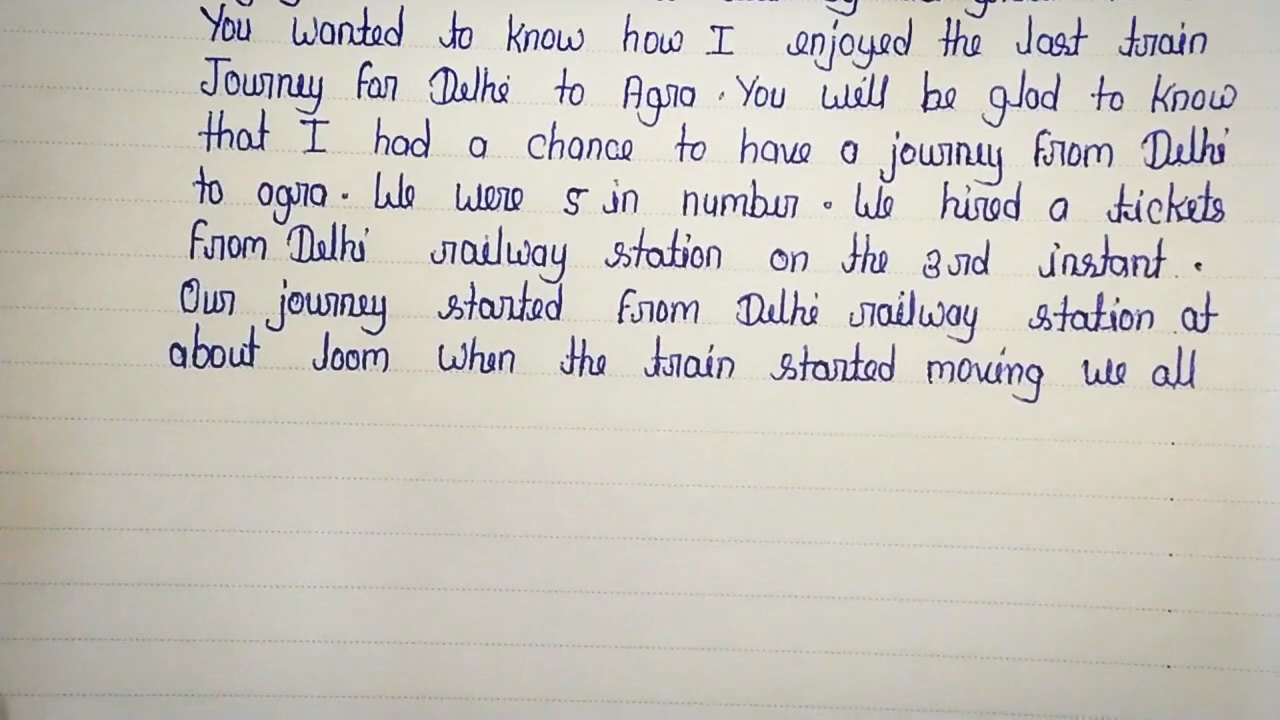 You wanted to know how I enjoyed the last train
Journey for Delhi to Agra. You will be glad to know
that I had a chance to have a journey from Delhi
to agra. We were 5 in number. We hired a tickets
from Delhi railway station on the 3rd instant.
Our journey started from Delhi railway station at
about when the train started moving we all